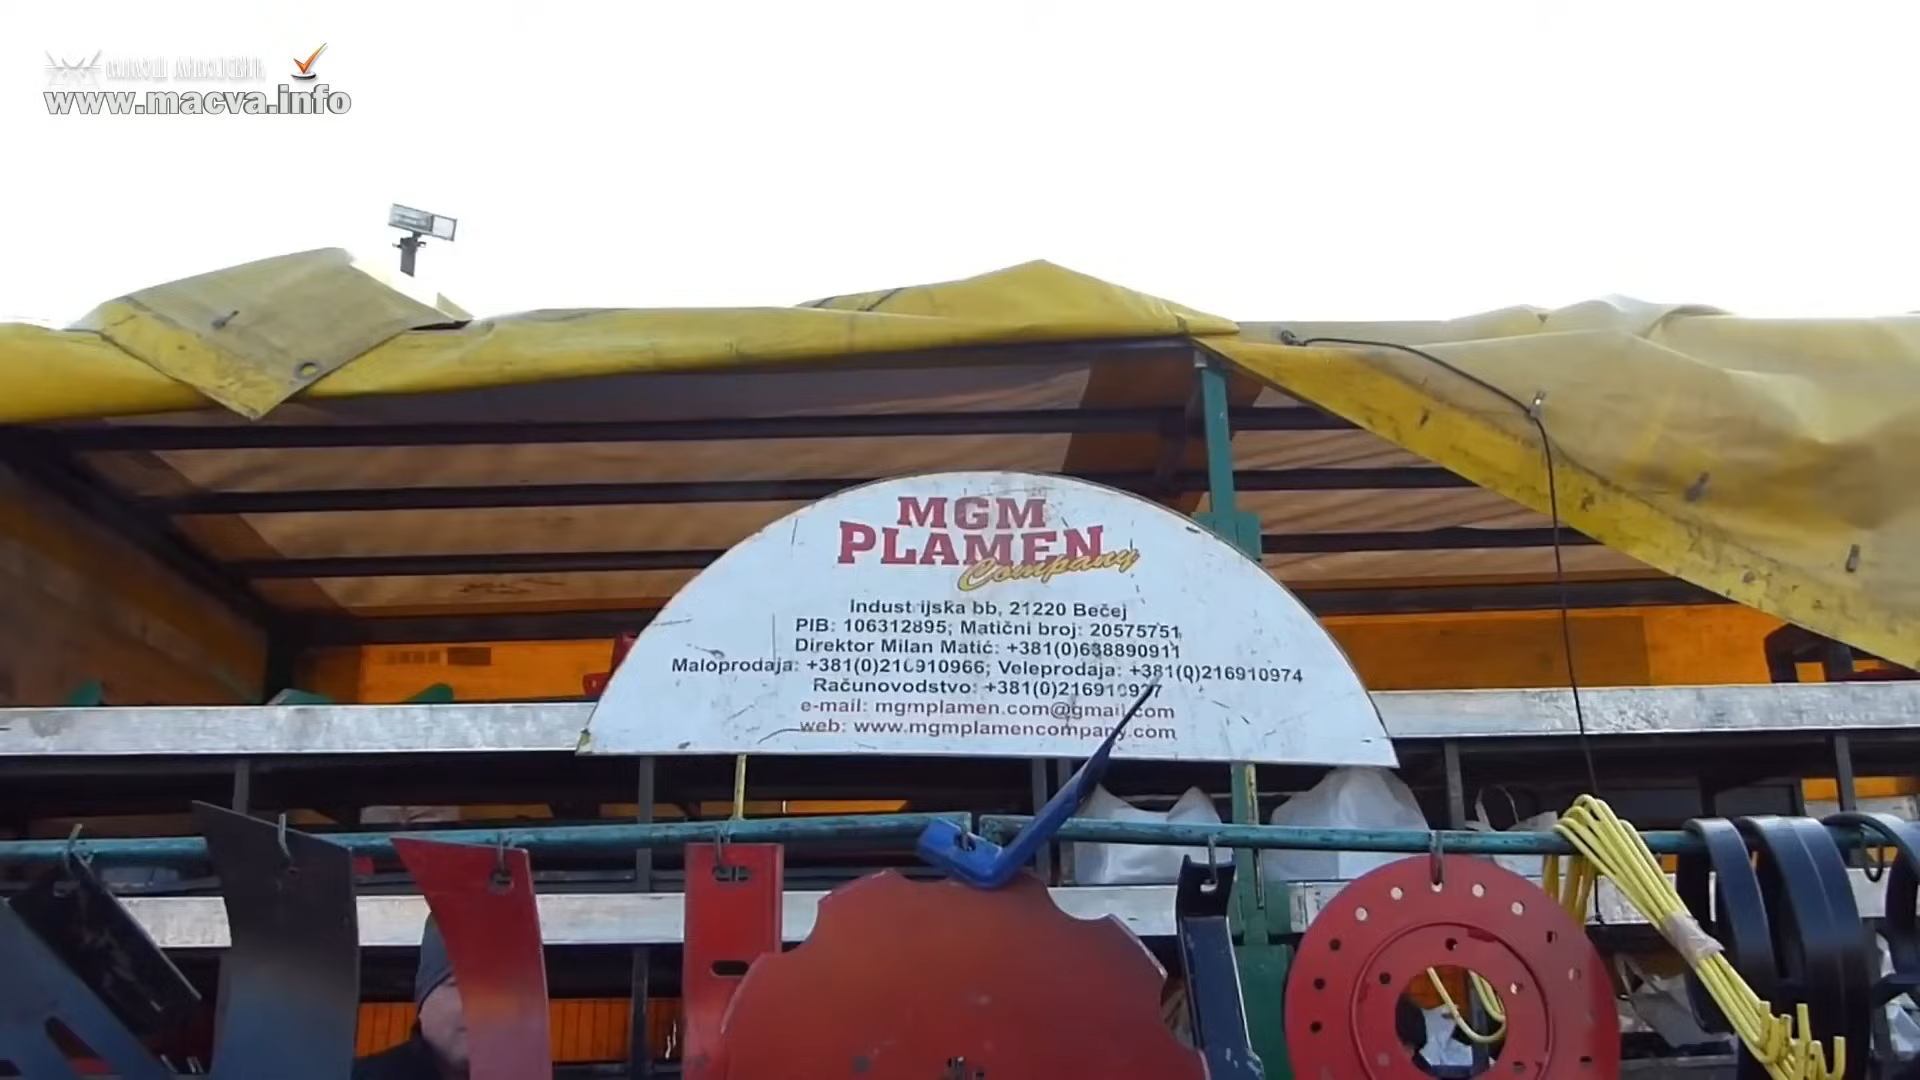 www.macva.info
MGM
PLAMEN
Company
Industrijska bb, 21220 Bečej
PIB: 106312895; Matični broj: 20575751
Direktor Milan Matić: +381(0)638890911
Maloprodaja: +381(0)216910966; Veleprodaja: +381(0)216910974
Računovodstvo: +381(0)216910927
e-mail: mgmplamen.com@gmail.com
web: www.mgmplamencompany.com